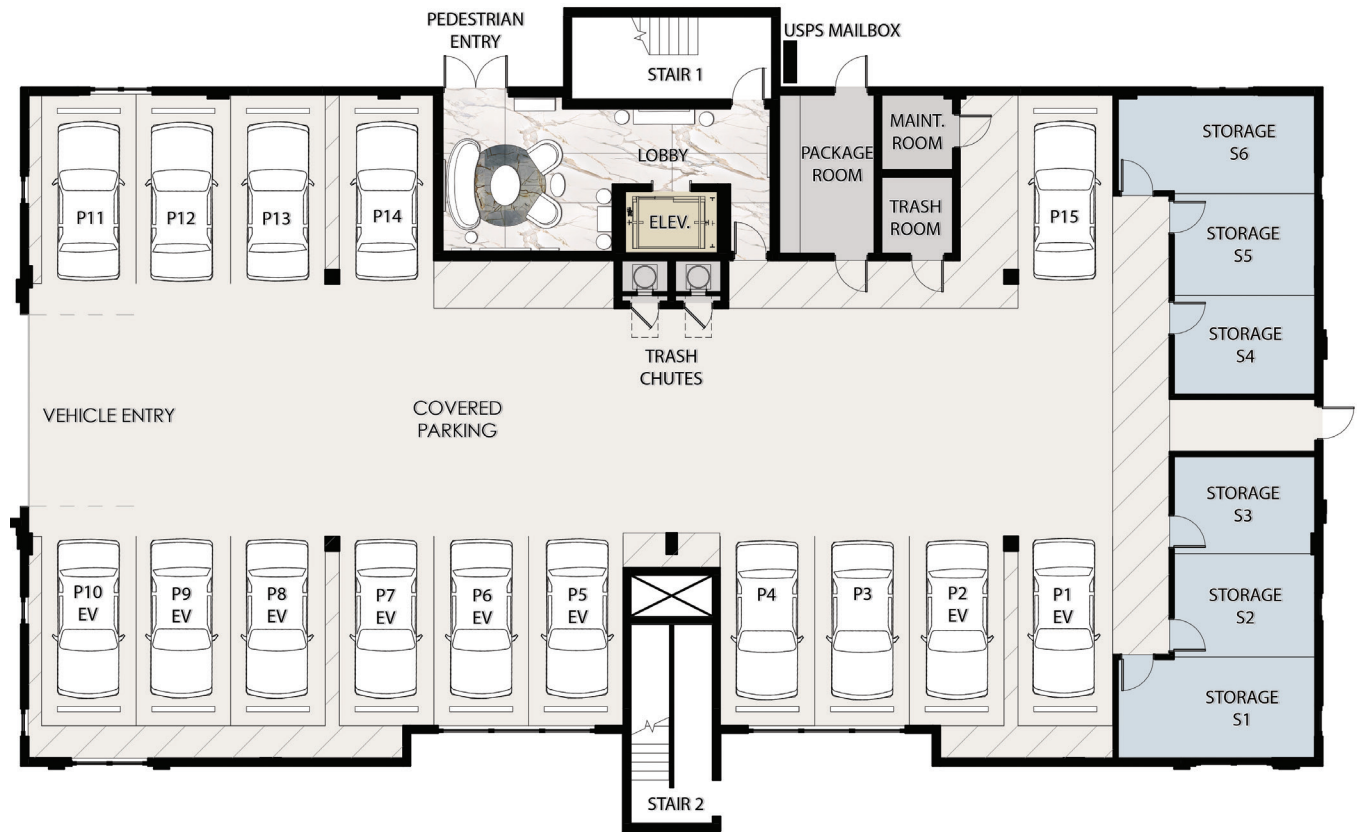 PEDESTRIAN
ENTRY
USPS MAILBOX
STAIR 1
MAINT.
ROOM
STORAGE
S6
LOBBY
PACKAGE
ROOM
P11
P12
P13
P14
ELEV.
TRASH
ROOM
P15
STORAGE
S5
STORAGE
S4
TRASH
CHUTES
VEHICLE ENTRY
COVERED
PARKING
STORAGE
S3
P10
EV
P9
EV
P8
EV
P7
EV
P6
EV
P5
EV
P4
P3
P2
EV
P1
EV
STORAGE
S2
STORAGE
S1
STAIR 2